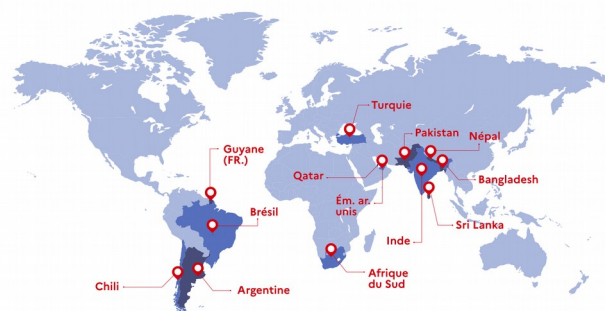 Turquie
Pakistan
Népal
Guyane
(FR.)
Qatar
Bangladesh
Ém. ar.
unis
Brésil
Sri Lanka
Inde
Afrique
du Sud
Chili
Argentine